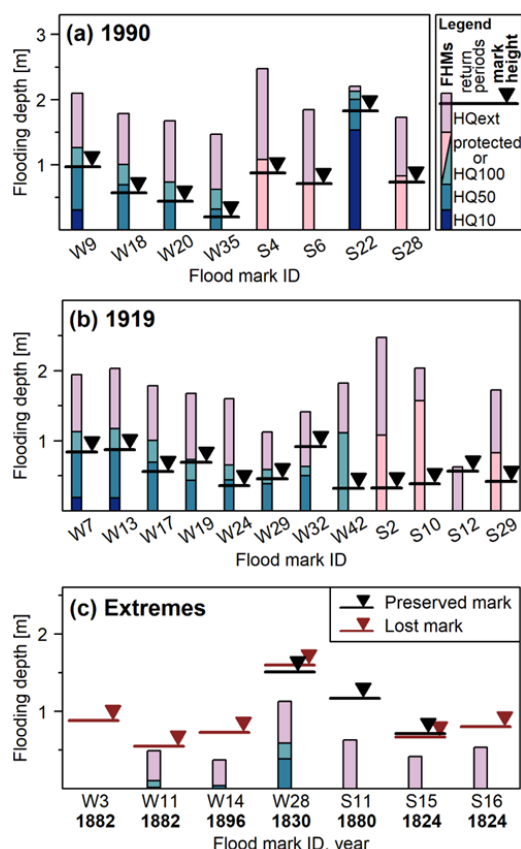 (a) 1990
Flooding depth [m]
3
2
1
W9 W18 W20 W35 S4 S6 S22 S28
Flood mark ID
Legend
FHMs
return periods
mark height
HQext
protected or
HQ100
HQ50
HQ10
(b) 1919
Flooding depth [m]
2
1
W7 W13 W17 W19 W24 W29 W32 W42 S2 S10 S12 S29
Flood mark ID
(c) Extremes
Preserved mark
Lost mark
Flooding depth [m]
2
1
W3 W11 W14 W28 S11 S15 S16
1882 1882 1896 1830 1880 1824 1824
Flood mark ID, year